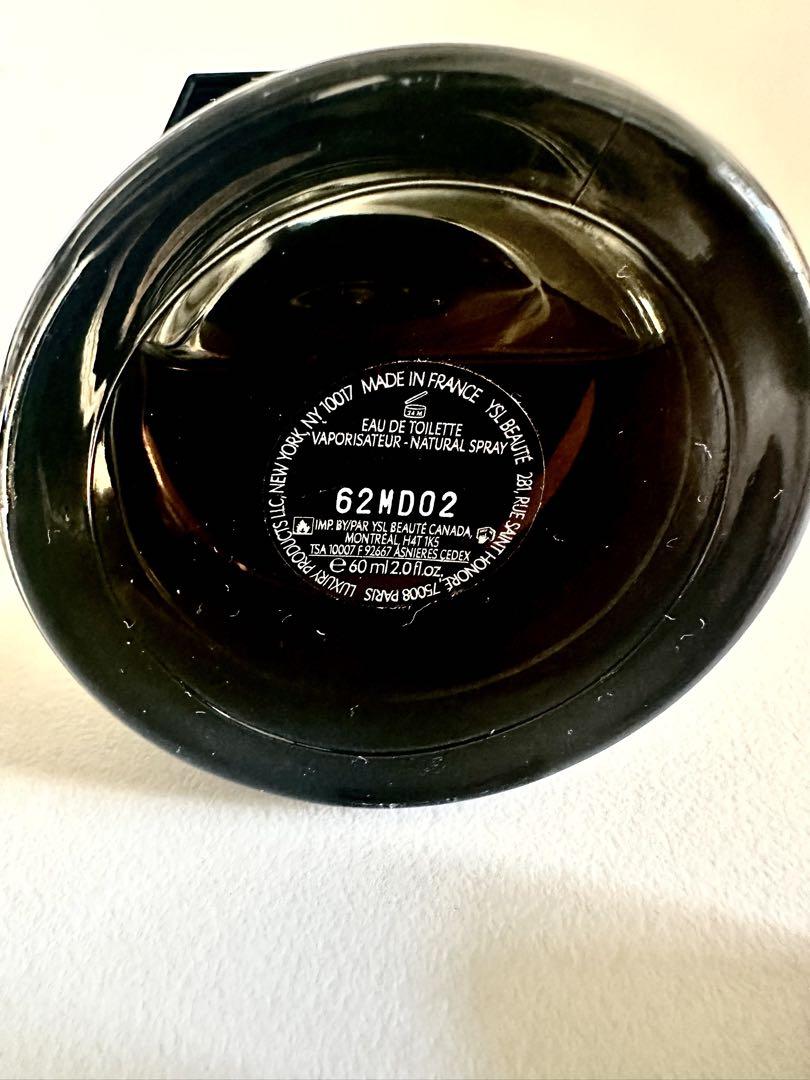 MADE IN FRANCE YSL BEAUTÉ 281, RUE SAINT HONORÉ, 75008 PARIS LUXURY PRODUCTS LLC, NEW YORK, NY 10017
24 M
EAU DE TOILETTE
VAPORISATEUR - NATURAL SPRAY
62MD02
IMP. BY/PAR YSL BEAUTÉ CANADA,
MONTRÉAL, H4T 1K5
TSA 10007 F 92667 ASNIERES CEDEX
e 60 ml 2.0 fl.oz.